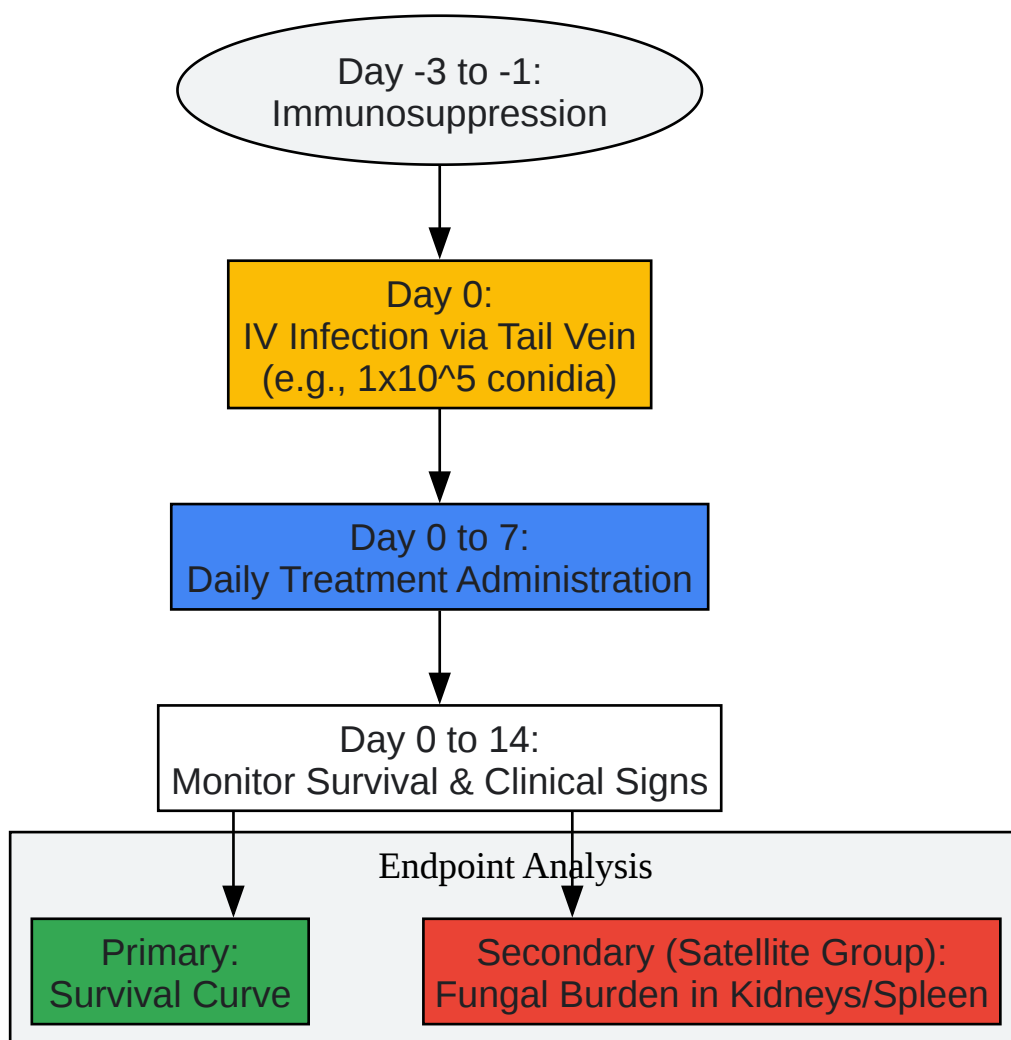 Day -3 to -1:
Immunosuppression
Day 0:
IV Infection via Tail Vein
(e.g., 1x10^5 conidia)
Day 0 to 7:
Daily Treatment Administration
Day 0 to 14:
Monitor Survival & Clinical Signs
Endpoint Analysis
Primary:
Survival Curve
Secondary (Satellite Group):
Fungal Burden in Kidneys/Spleen